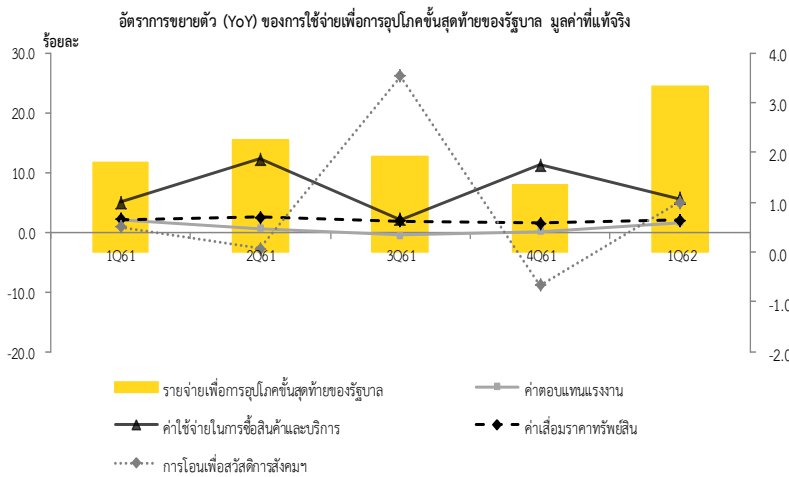 อัตราการขยายตัว (YoY) ของการใช้จ่ายเพื่อการอุปโภคขั้นสุดท้ายของรัฐบาล มูลค่าที่แท้จริง
ร้อยละ
30.0 4.0
20.0 3.0
10.0 2.0
1.0
0.0 0.0
1Q61 2Q61 3Q61 4Q61 1Q62
-10.0 -1.0
-20.0 -2.0
รายจ่ายเพื่อการอุปโภคขั้นสุดท้ายของรัฐบาล ค่าตอบแทนแรงงาน
ค่าใช้จ่ายในการซื้อสินค้าและบริการ ค่าเสื่อมราคาทรัพย์สิน
การโอนเพื่อสวัสดิการสังคมฯ